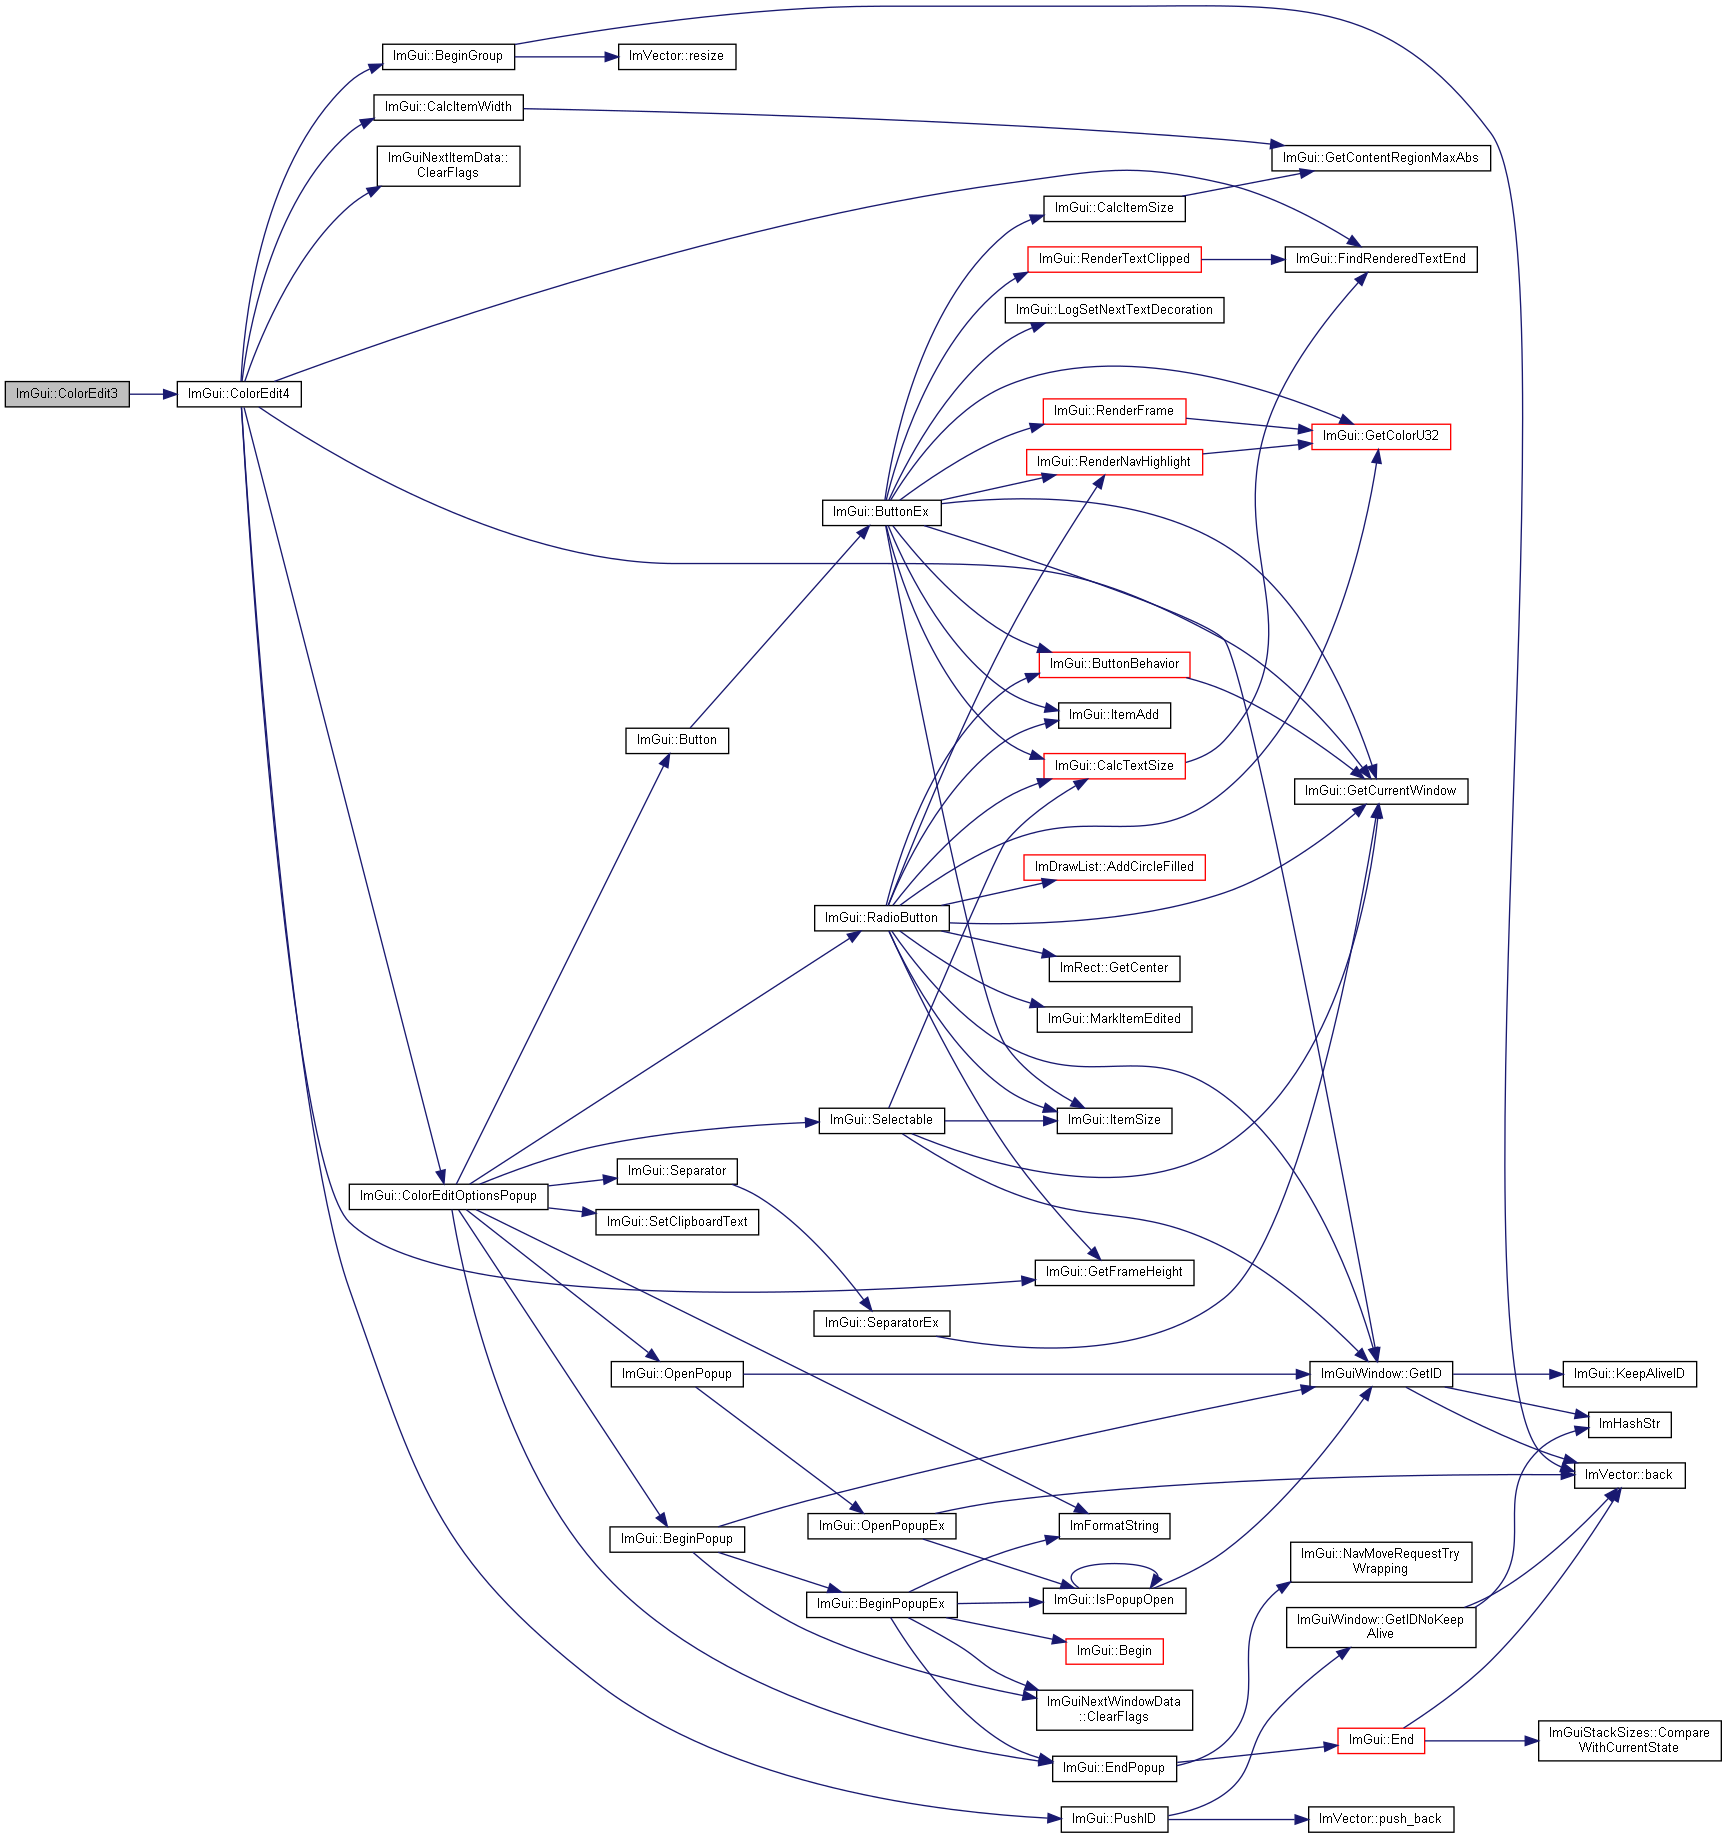 ImGui::BeginGroup
ImVector::resize
ImGui::CalcItemWidth
ImGuiNextItemData::
ClearFlags
ImGui::GetContentRegionMaxAbs
ImGui::CalcItemSize
ImGui::RenderTextClipped
ImGui::FindRenderedTextEnd
ImGui::LogSetNextTextDecoration
ImGui::ColorEdit3
ImGui::ColorEdit4
ImGui::RenderFrame
ImGui::GetColorU32
ImGui::RenderNavHighlight
ImGui::ButtonEx
ImGui::ButtonBehavior
ImGui::ItemAdd
ImGui::Button
ImGui::CalcTextSize
ImGui::GetCurrentWindow
ImDrawList::AddCircleFilled
ImGui::RadioButton
ImRect::GetCenter
ImGui::MarkItemEdited
ImGui::Selectable
ImGui::ItemSize
ImGui::Separator
ImGui::ColorEditOptionsPopup
ImGui::SetClipboardText
ImGui::GetFrameHeight
ImGui::SeparatorEx
ImGui::OpenPopup
ImGuiWindow::GetID
ImGui::KeepAliveID
ImHashStr
ImVector::back
ImGui::OpenPopupEx
ImFormatString
ImGui::BeginPopup
ImGui::NavMoveRequestTry
Wrapping
ImGui::BeginPopupEx
ImGui::IsPopupOpen
ImGuiWindow::GetIDNoKeep
Alive
ImGui::Begin
ImGuiNextWindowData
::ClearFlags
ImGui::End
ImGuiStackSizes::Compare
WithCurrentState
ImGui::EndPopup
ImGui::PushID
ImVector::push_back